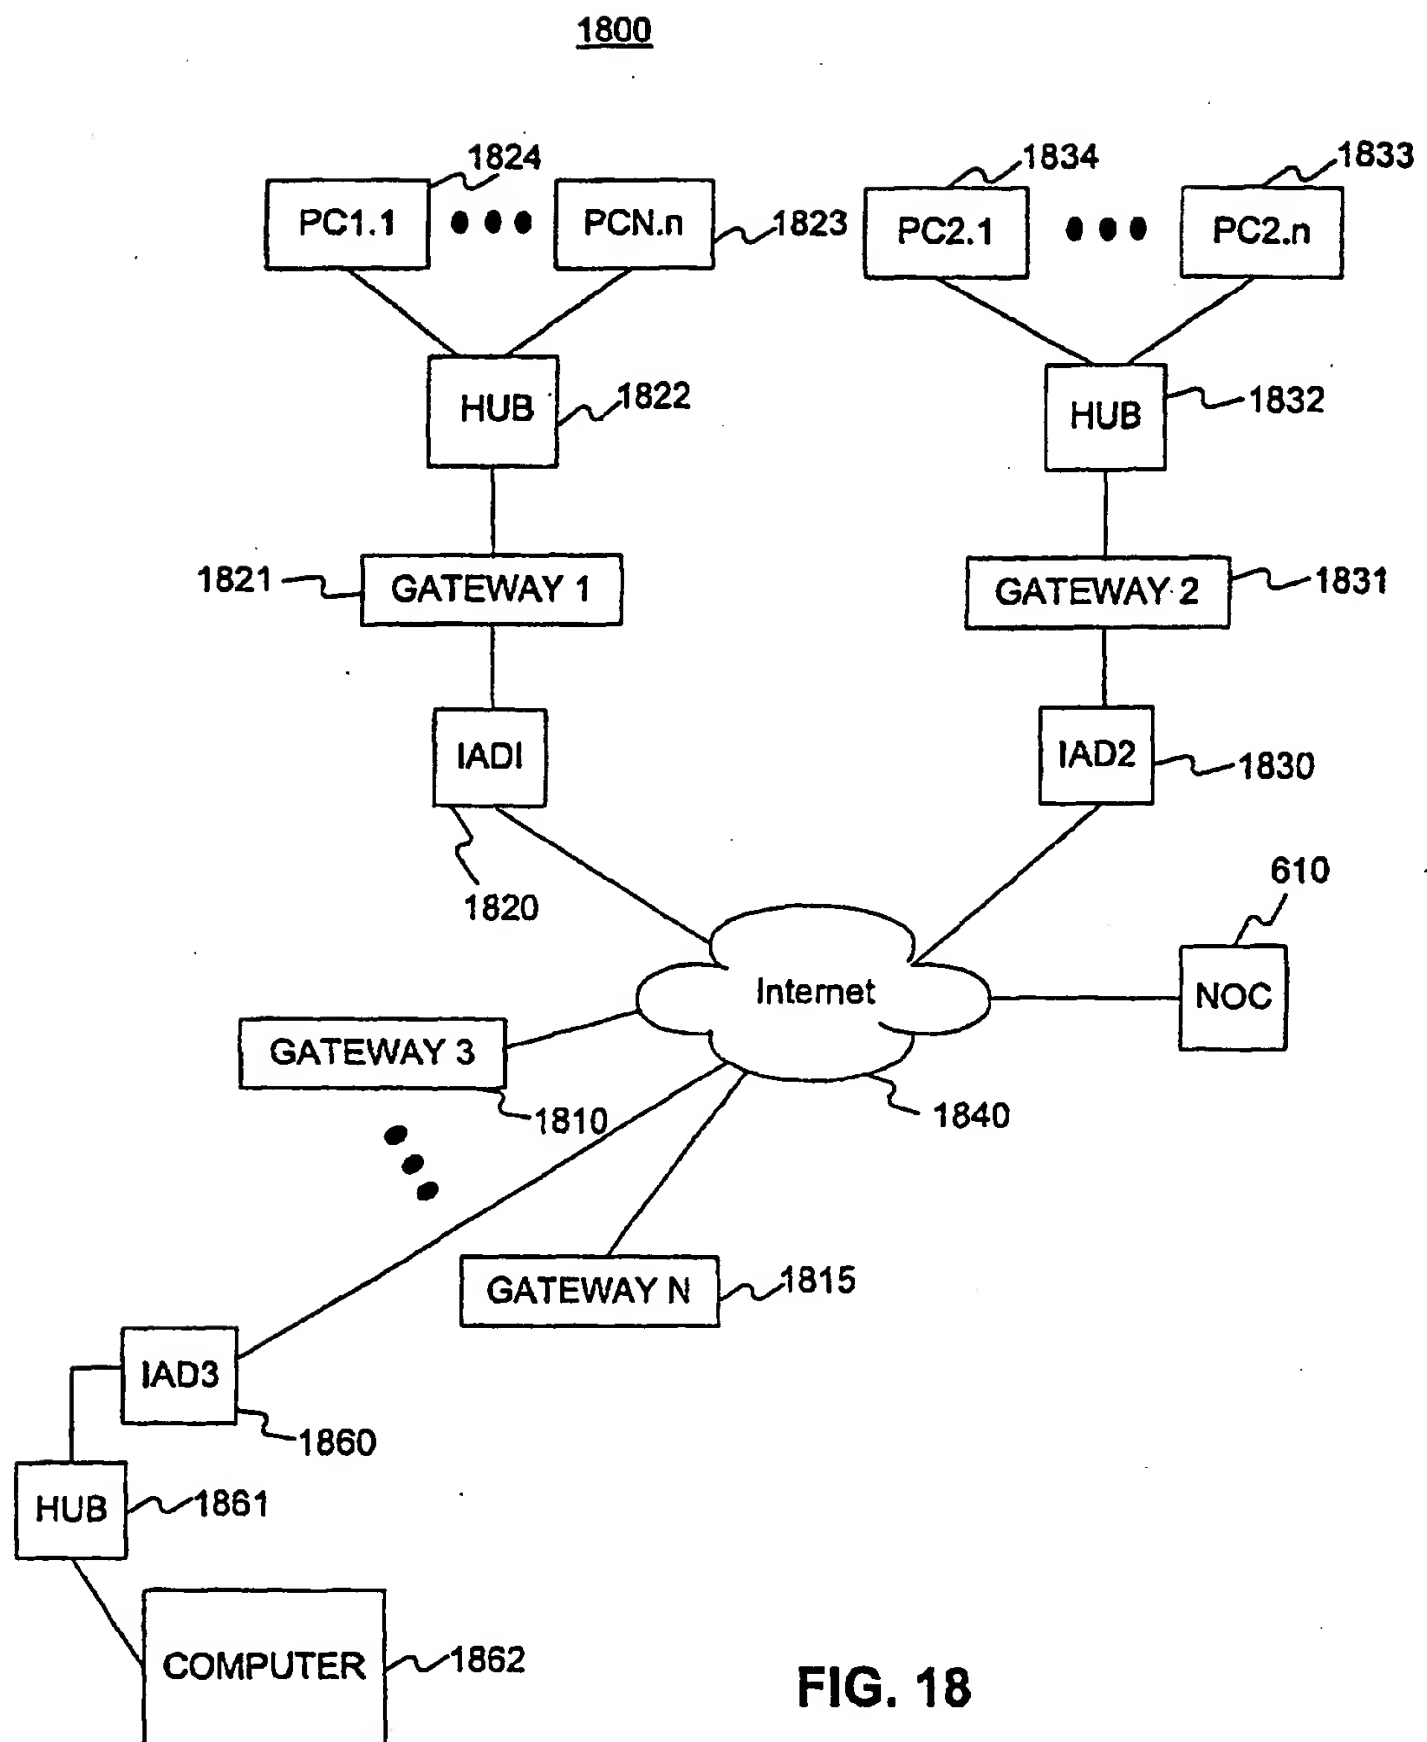 1800
1824
1834
1833
PC1.1
PCN.n
1823
PC2.1
PC2.n
HUB
1822
HUB
1832
1821
GATEWAY 1
GATEWAY 2
1831
IADI
IAD2
1830
1820
610
Internet
NOC
GATEWAY 3
1810
1840
GATEWAY N
1815
IAD3
1860
HUB
1861
COMPUTER
1862
FIG. 18